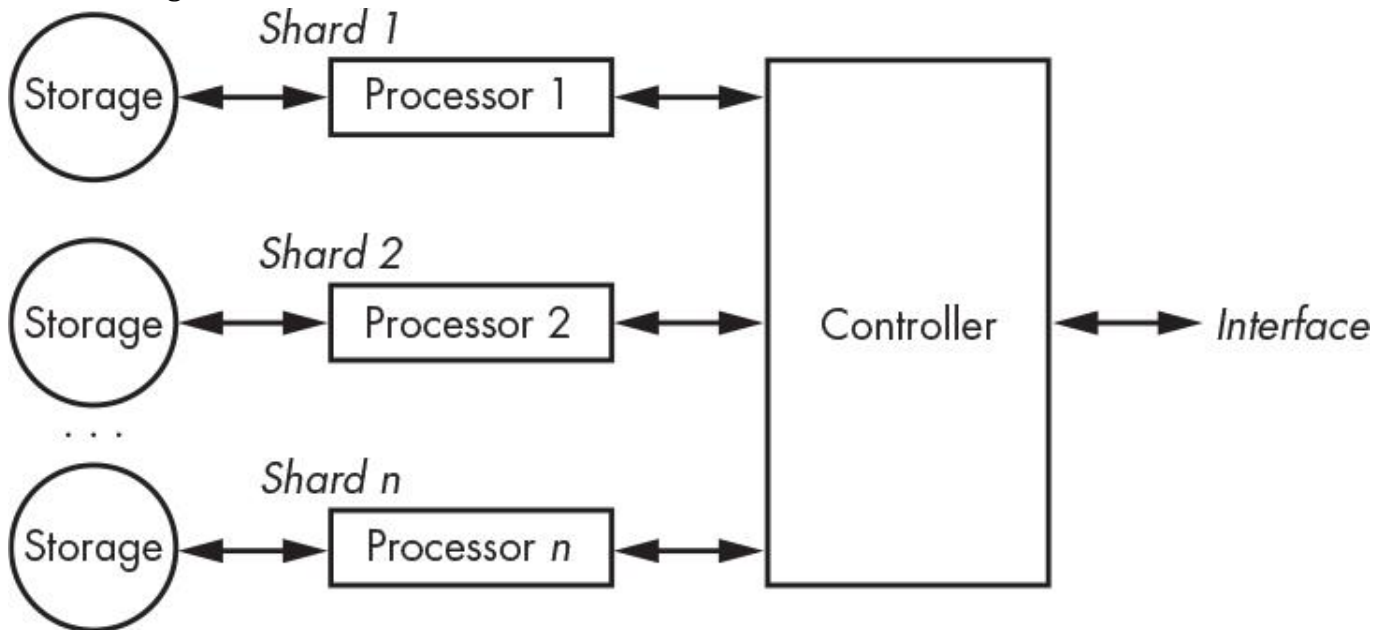 Shard 1
Storage
Processor 1
Shard 2
Storage
Processor 2
Controller
Interface
. . .
Shard n
Storage
Processor n